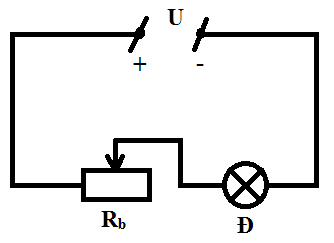 U
+ -
R_b
Đ